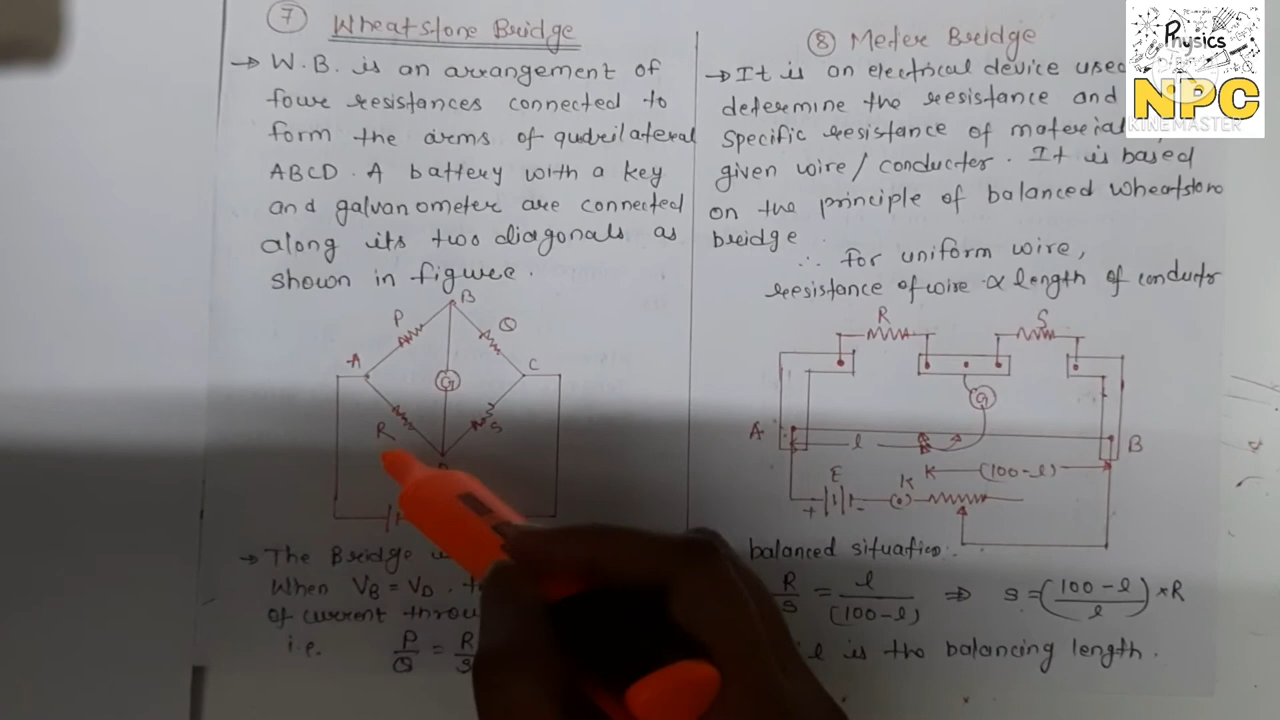 7 Wheatstone Bridge
→ W.B. is an arrangement of
four resistances connected to
form the arms of qudrilateral
ABCD. A battery with a key
and galvanometer are connected
along its two diagonals as
shown in figure.
B
P
Q
A
C
G
R
S
→ The Bridge
When VB = VD.
of current
i.e. P/Q = R/S
8 Meter Bridge
→ It is an electrical device used
determine the resistance and
Specific resistance of material
given wire / conductor. It is based
on the principle of balanced wheatstone
bridge
∴ for uniform wire,
resistance of wire ∝ length of conductor
R
S
G
A
l
B
E
K
(100-l)
+
-
balanced situation:
R/S = l/(100-l) ⇒ S = ((100-l)/l) × R
l is the balancing length.
Physics
NPC
KINEMASTER